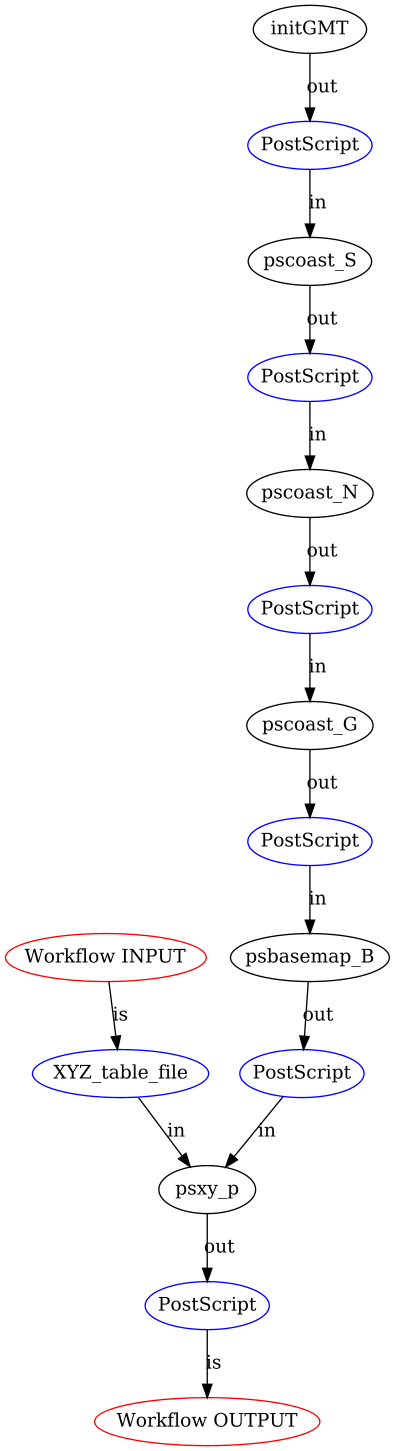 initGMT
out
PostScript
in
pscoast_S
out
PostScript
in
pscoast_N
out
PostScript
in
pscoast_G
out
PostScript
in
Workflow INPUT
psbasemap_B
is
out
XYZ_table_file
PostScript
in
in
psxy_p
out
PostScript
is
Workflow OUTPUT